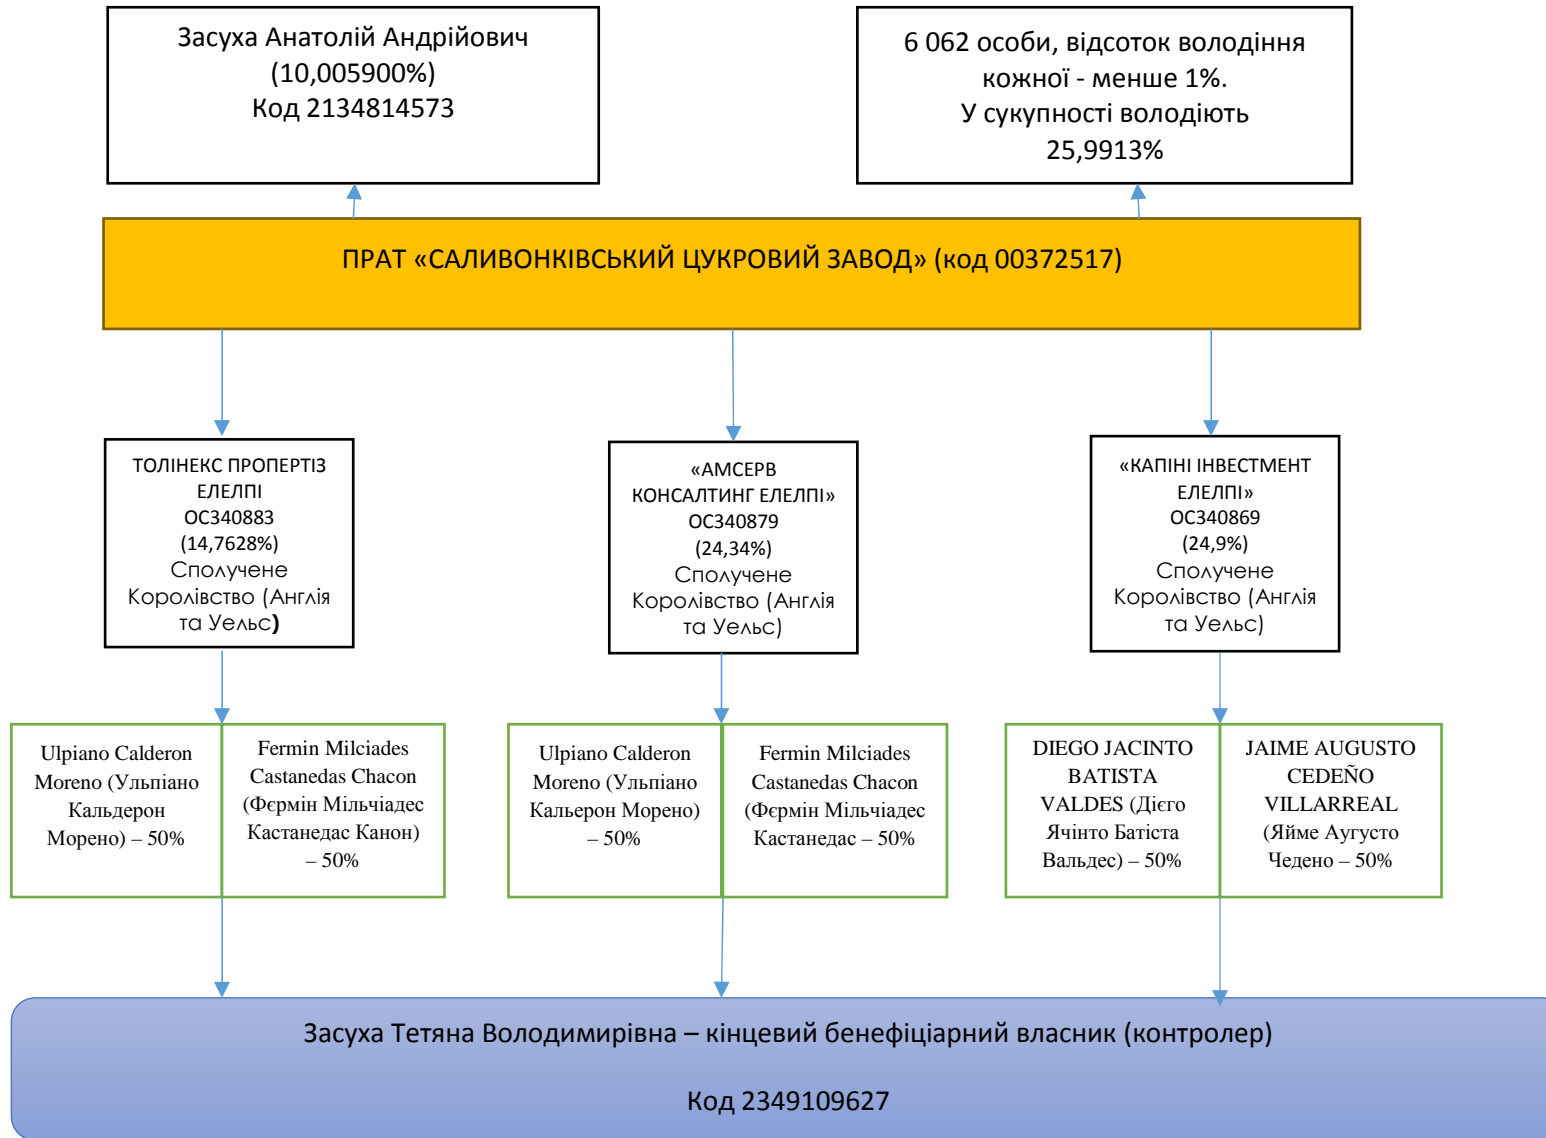 Засуха Анатолій Андрійович
(10,005900%)
Код 2134814573
6 062 особи, відсоток володіння
кожної - менше 1%.
У сукупності володіють
25,9913%
ПРАТ «САЛИВОНКІВСЬКИЙ ЦУКРОВИЙ ЗАВОД» (код 00372517)
ТОЛІНЕКС ПРОПЕРТІЗ
ЕЛЕЛПІ
ОС340883
(14,7628%)
Сполучене
Королівство (Англія
та Уельс)
«АМСЕРВ
КОНСАЛТИНГ ЕЛЕЛПІ»
ОС340879
(24,34%)
Сполучене
Королівство (Англія
та Уельс)
«КАПІНІ ІНВЕСТМЕНТ
ЕЛЕЛПІ»
ОС340869
(24,9%)
Сполучене
Королівство (Англія
та Уельс)
Ulpiano Calderon
Moreno (Ульпіано
Кальдерон
Морено) – 50%
Fermin Milciades
Castanedas Chacon
(Фєрмін Мільчіадес
Кастанедас Канон)
– 50%
Ulpiano Calderon
Moreno (Ульпіано
Кальерон Морено)
– 50%
Fermin Milciades
Castanedas Chacon
(Фєрмін Мільчіадес
Кастанедас – 50%
DIEGO JACINTO
BATISTA
VALDES (Дієго
Ячінто Батіста
Вальдес) – 50%
JAIME AUGUSTO
CEDEÑO
VILLARREAL
(Яйме Аугусто
Чедено – 50%
Засуха Тетяна Володимирівна – кінцевий бенефіціарний власник (контролер)
Код 2349109627